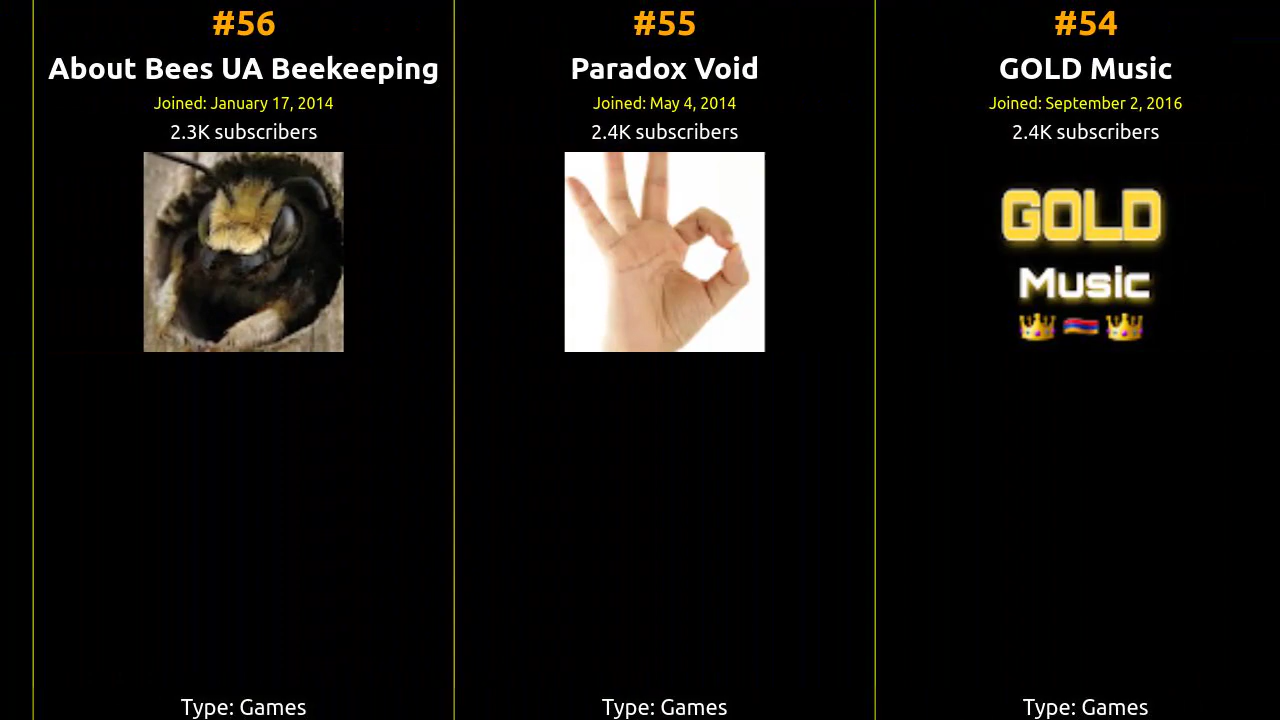 #56
About Bees UA Beekeeping
Joined: January 17, 2014
2.3K subscribers
Type: Games
#55
Paradox Void
Joined: May 4, 2014
2.4K subscribers
Type: Games
#54
GOLD Music
Joined: September 2, 2016
2.4K subscribers
GOLD
Music
Type: Games